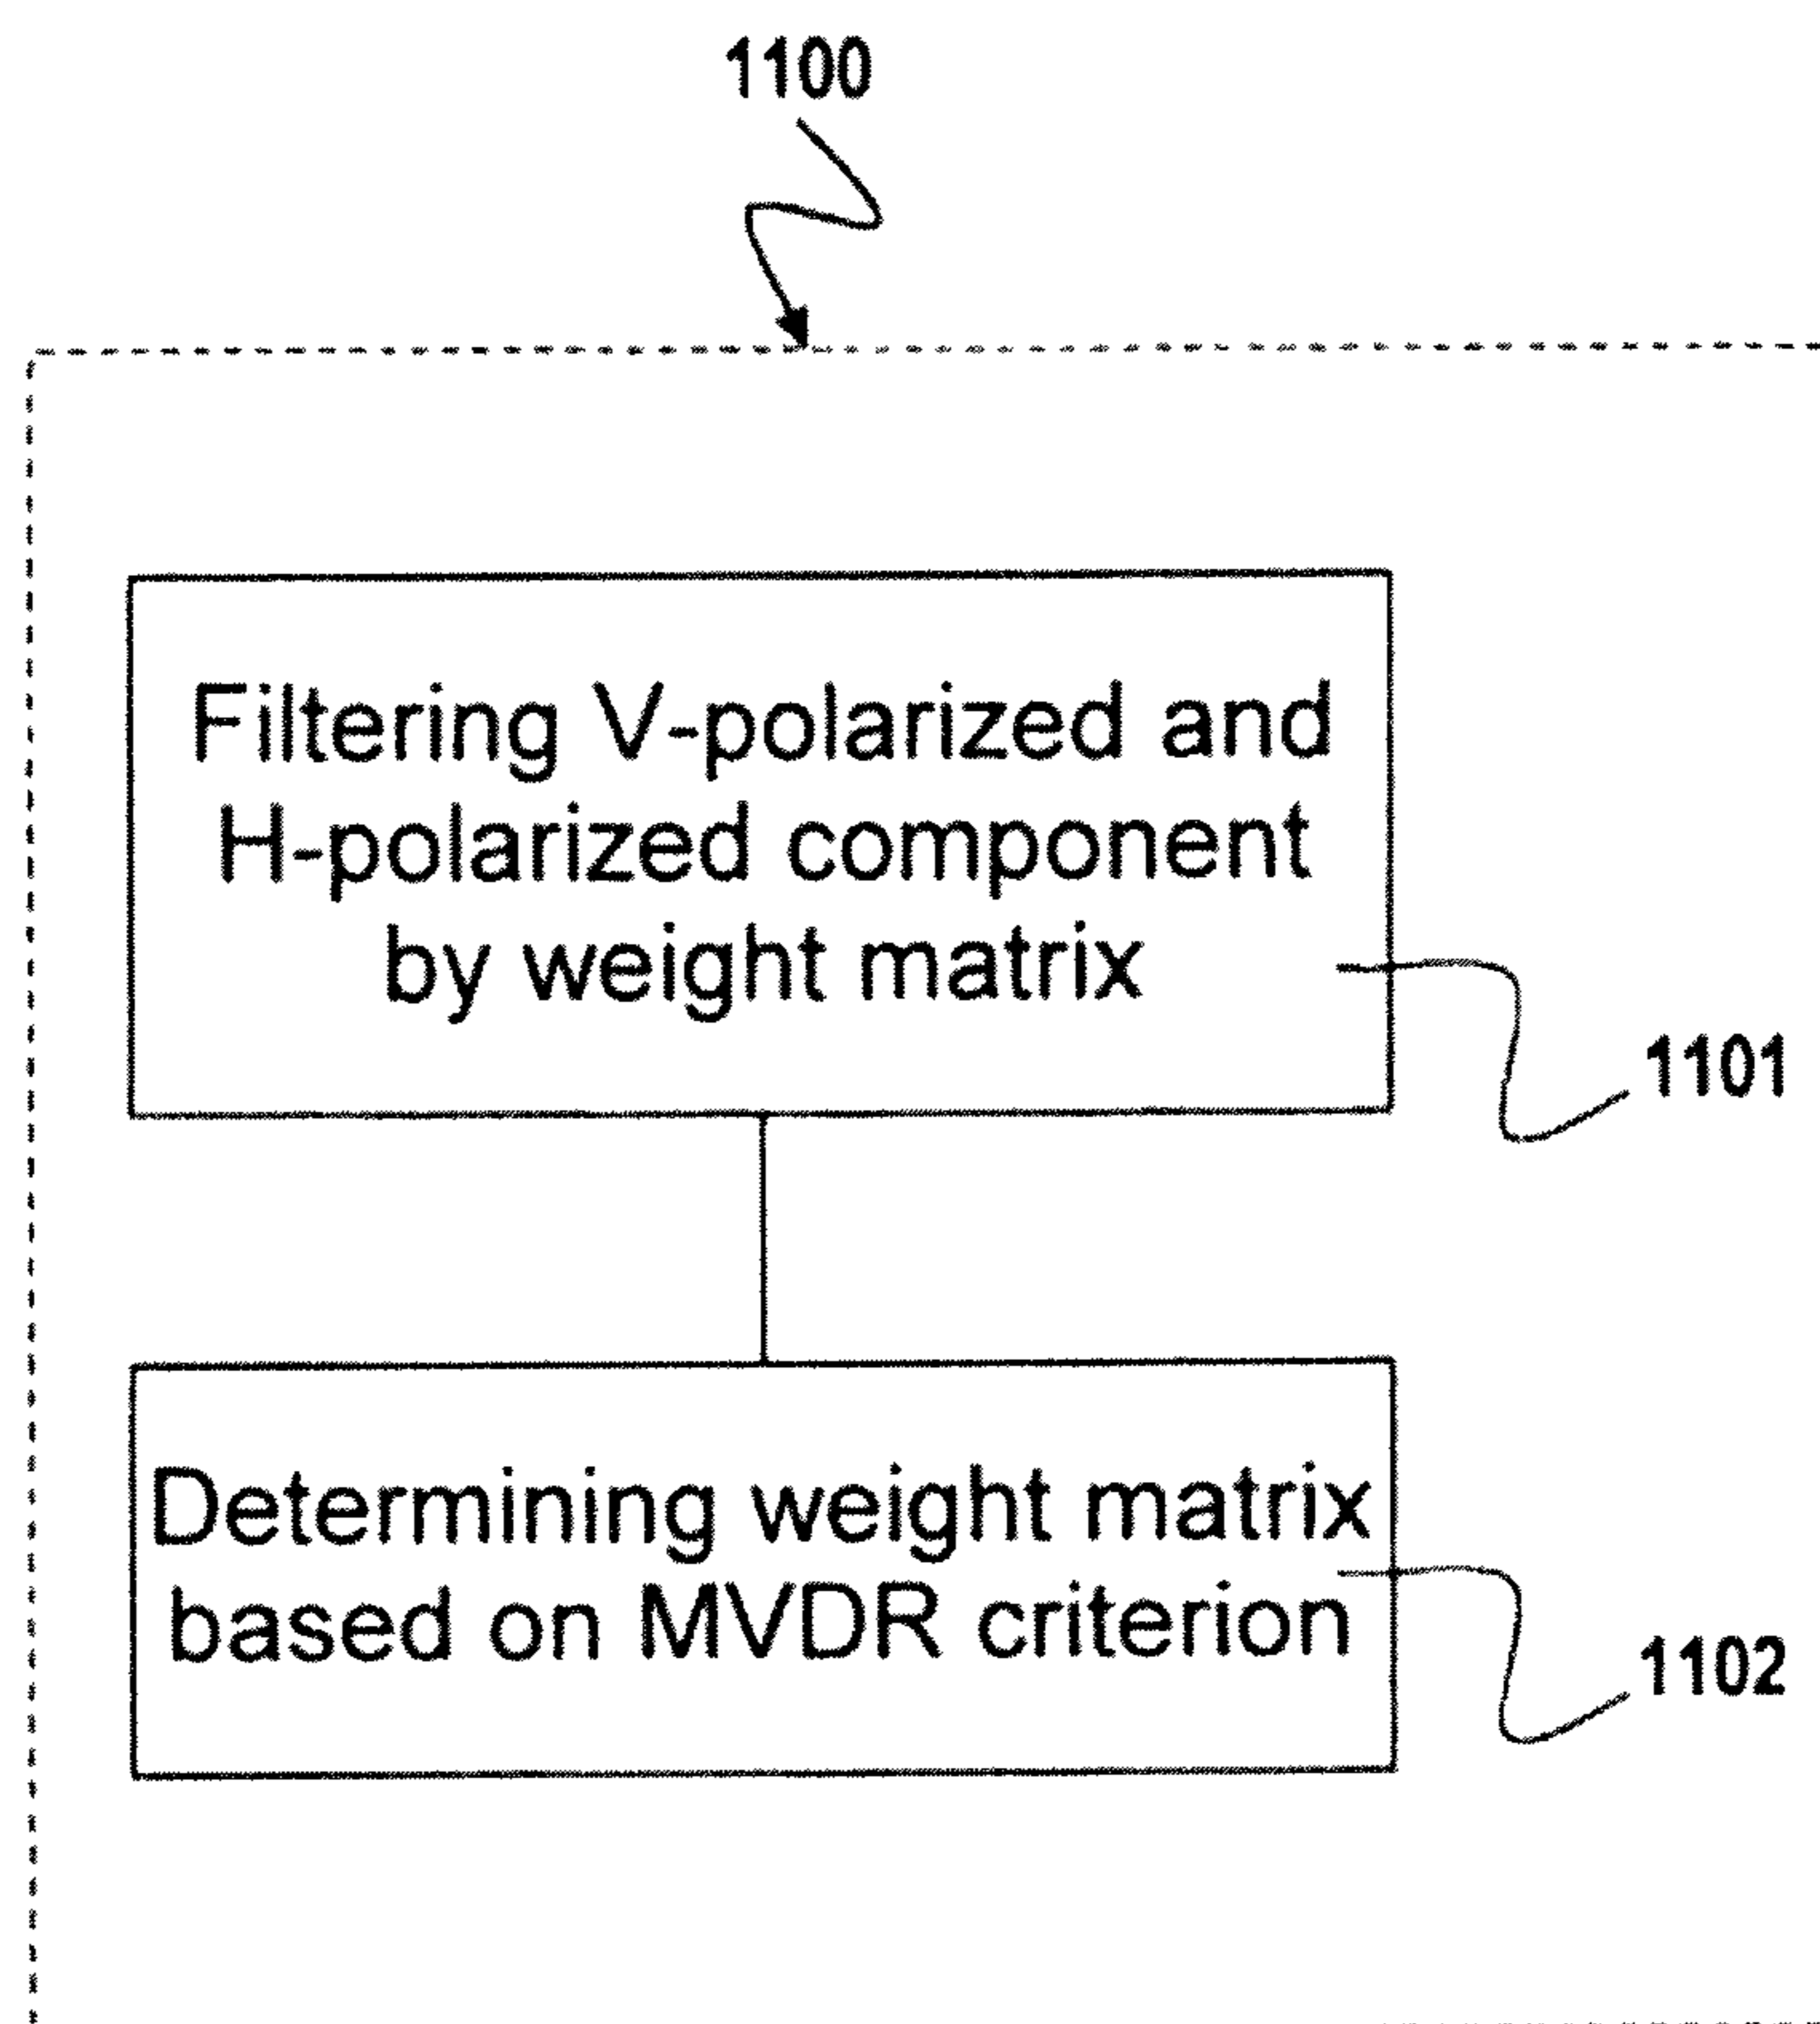 1100
Filtering V-polarized and
H-polarized component
by weight matrix
1101
Determining weight matrix
based on MVDR criterion
1102